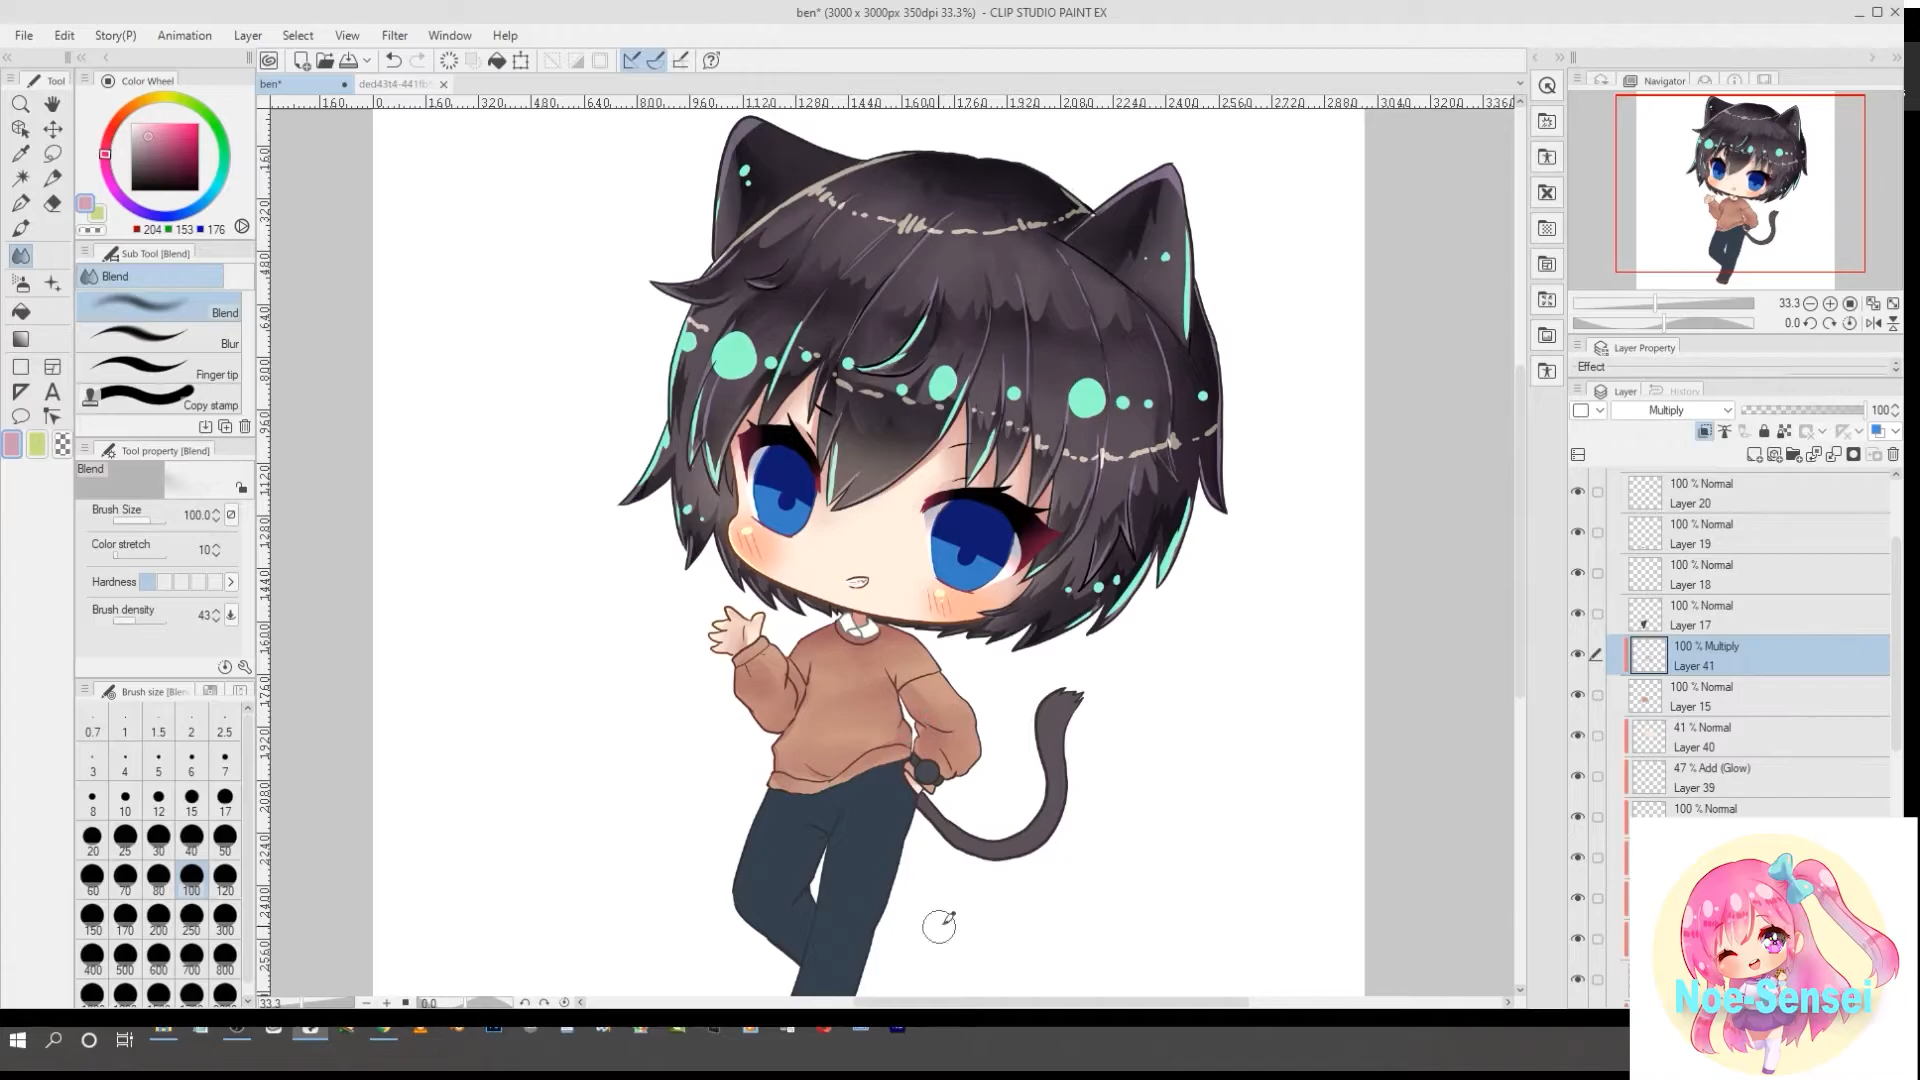 ben* (3000 x 3000px 350dpi 33.3%) - CLIP STUDIO PAINT EX
File Edit Story(P) Animation Layer Select View Filter Window Help
Tool
Color Wheel
ben*
Navigator
204 153 176
Sub Tool [Blend]
Blend
Blend
Blur
Finger tip
Copy stamp
Tool property [Blend]
Blend
Brush Size 100.0
Color stretch 10
Hardness
Brush density 43
Brush size [Blen
0.7 1 1.5 2 2.5
3 4 5 6 7
8 10 12 15 17
20 25 30 40 50
60 70 80 100 120
150 170 200 250 300
400 500 600 700 800
33.3
0.0
33.3
0.0
Layer Property
Effect
Layer History
Multiply 100
100 % Normal
Layer 20
100 % Normal
Layer 19
100 % Normal
Layer 18
100 % Normal
Layer 17
100 % Multiply
Layer 41
100 % Normal
Layer 15
41 % Normal
Layer 40
47 % Add (Glow)
Layer 39
100 % Normal
Noe-Sensei